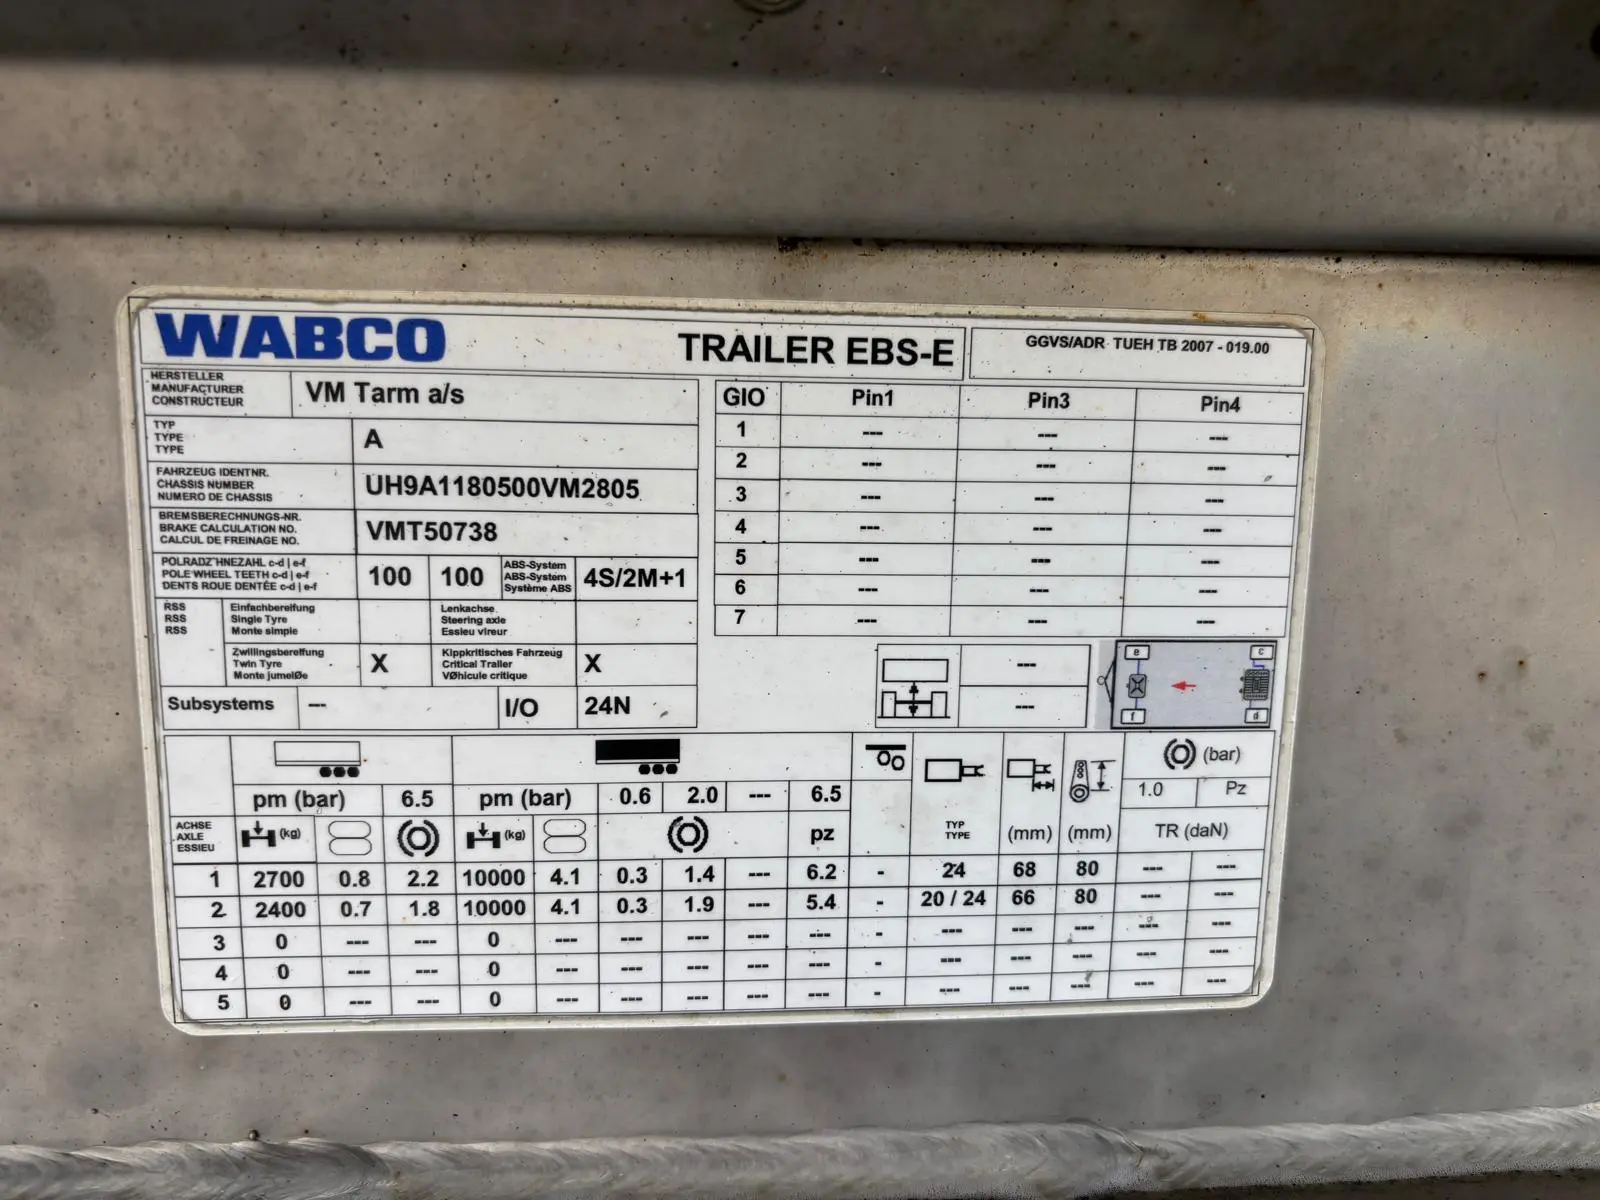 WABCO
TRAILER EBS-E
GGVS/ADR TUEH TB 2007 - 019.00
HERSTELLER
MANUFACTURER
CONSTRUCTEUR
VM Tarm a/s
TYP
TYPE
TYPE
A
FAHRZEUG IDENTNR.
CHASSIS NUMBER
NUMERO DE CHASSIS
UH9A1180500VM2805
BREMSBERECHNUNGS-NR.
BRAKE CALCULATION NO.
CALCUL DE FREINAGE NO.
VMT50738
POLRADZ'HNEZAHL c-d | e-f
POLE WHEEL TEETH c-d | e-f
DENTS ROUE DENTÉE c-d | e-f
100 100
ABS-System
ABS-System
Système ABS
4S/2M+1
RSS
RSS
RSS
Einfachbereifung
Single Tyre
Monte simple
Lenkachse
Steering axle
Essieu vireur
Zwillingsbereifung
Twin Tyre
Monte jumelØe
X
Kippkritisches Fahrzeug
Critical Trailer
VØhicule critique
X
Subsystems --- I/O 24N
GIO Pin1 Pin3 Pin4
1 --- --- ---
2 --- --- ---
3 --- --- ---
4 --- --- ---
5 --- --- ---
6 --- --- ---
7 --- --- ---
---
---
e c
f d
pm (bar) 6.5 pm (bar) 0.6 2.0 --- 6.5
(bar)
1.0 Pz
ACHSE
AXLE
ESSIEU
(kg) (kg) pz
TYP
TYPE
(mm) (mm) TR (daN)
1 2700 0.8 2.2 10000 4.1 0.3 1.4 --- 6.2 - 24 68 80 --- ---
2 2400 0.7 1.8 10000 4.1 0.3 1.9 --- 5.4 - 20 / 24 66 80 --- ---
3 0 --- --- 0 --- --- --- --- --- - --- --- --- --- ---
4 0 --- --- 0 --- --- --- --- --- - --- --- --- --- ---
5 0 --- --- 0 --- --- --- --- --- - --- --- --- --- ---